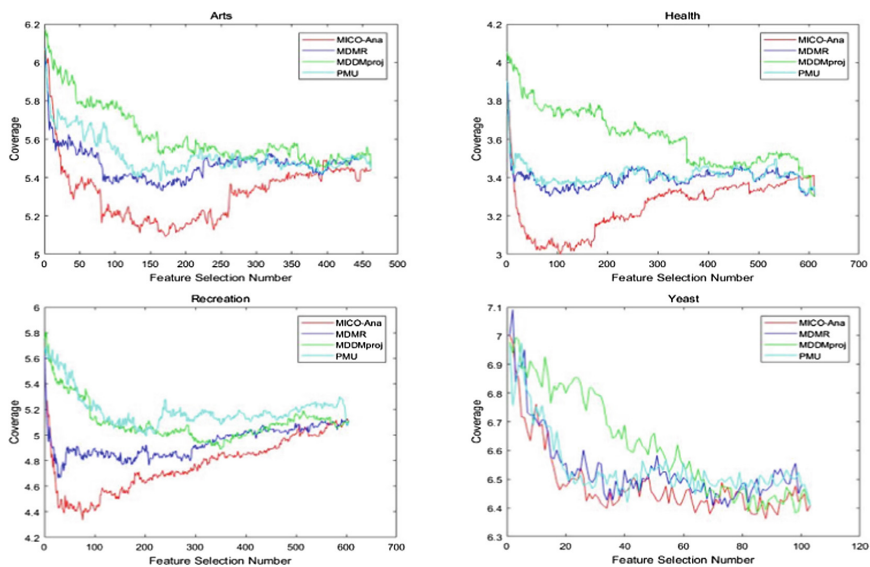 Arts
6.2
6
5.8
5.6
5.4
5.2
5
Coverage
MICO-Ana
MDMR
MDDMproj
PMU
0 50 100 150 200 250 300 350 400 450 500
Feature Selection Number
Health
4.2
4
3.8
3.6
3.4
3.2
3
Coverage
MICO-Ana
MDMR
MDDMproj
PMU
0 100 200 300 400 500 600 700
Feature Selection Number
Recreation
6
5.8
5.6
5.4
5.2
5
4.8
4.6
4.4
4.2
Coverage
MICO-Ana
MDMR
MDDMproj
PMU
0 100 200 300 400 500 600 700
Feature Selection Number
Yeast
7.1
7
6.9
6.8
6.7
6.6
6.5
6.4
6.3
Coverage
MICO-Ana
MDMR
MDDMproj
PMU
0 20 40 60 80 100 120
Feature Selection Number